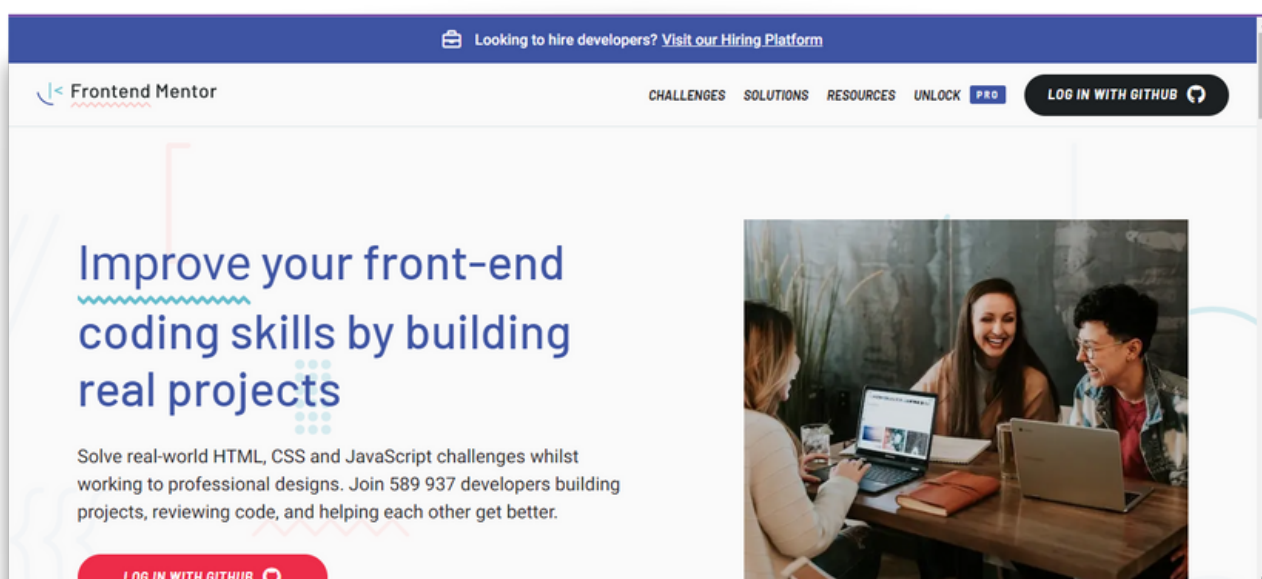 Looking to hire developers? Visit our Hiring Platform
Frontend Mentor
CHALLENGES SOLUTIONS RESOURCES UNLOCK PRO LOG IN WITH GITHUB
Improve your front-end
coding skills by building
real projects
Solve real-world HTML, CSS and JavaScript challenges whilst
working to professional designs. Join 589 937 developers building
projects, reviewing code, and helping each other get better.
LOG IN WITH GITHUB